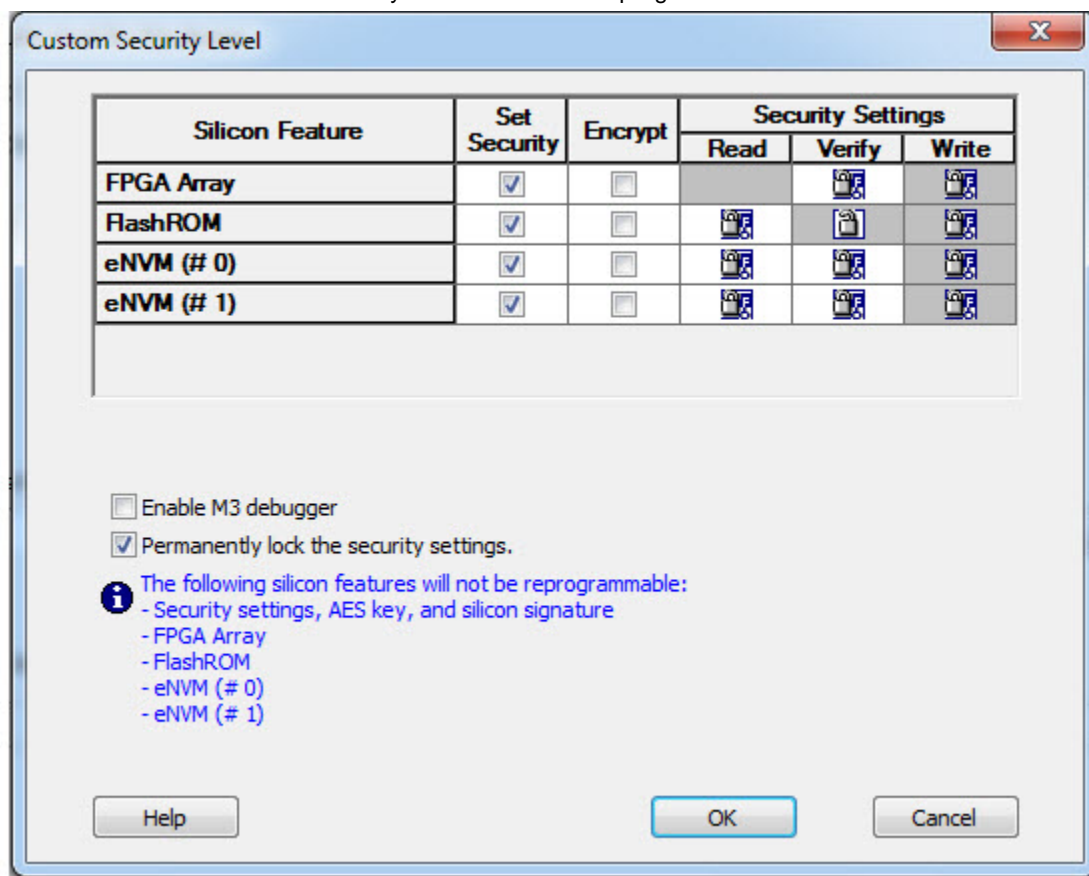 Custom Security Level
Silicon Feature
Set Security
Encrypt
Security Settings
Read Verify Write
FPGA Array
FlashROM
eNVM (# 0)
eNVM (# 1)
Enable M3 debugger
Permanently lock the security settings.
The following silicon features will not be reprogrammable:
- Security settings, AES key, and silicon signature
- FPGA Array
- FlashROM
- eNVM (# 0)
- eNVM (# 1)
Help OK Cancel